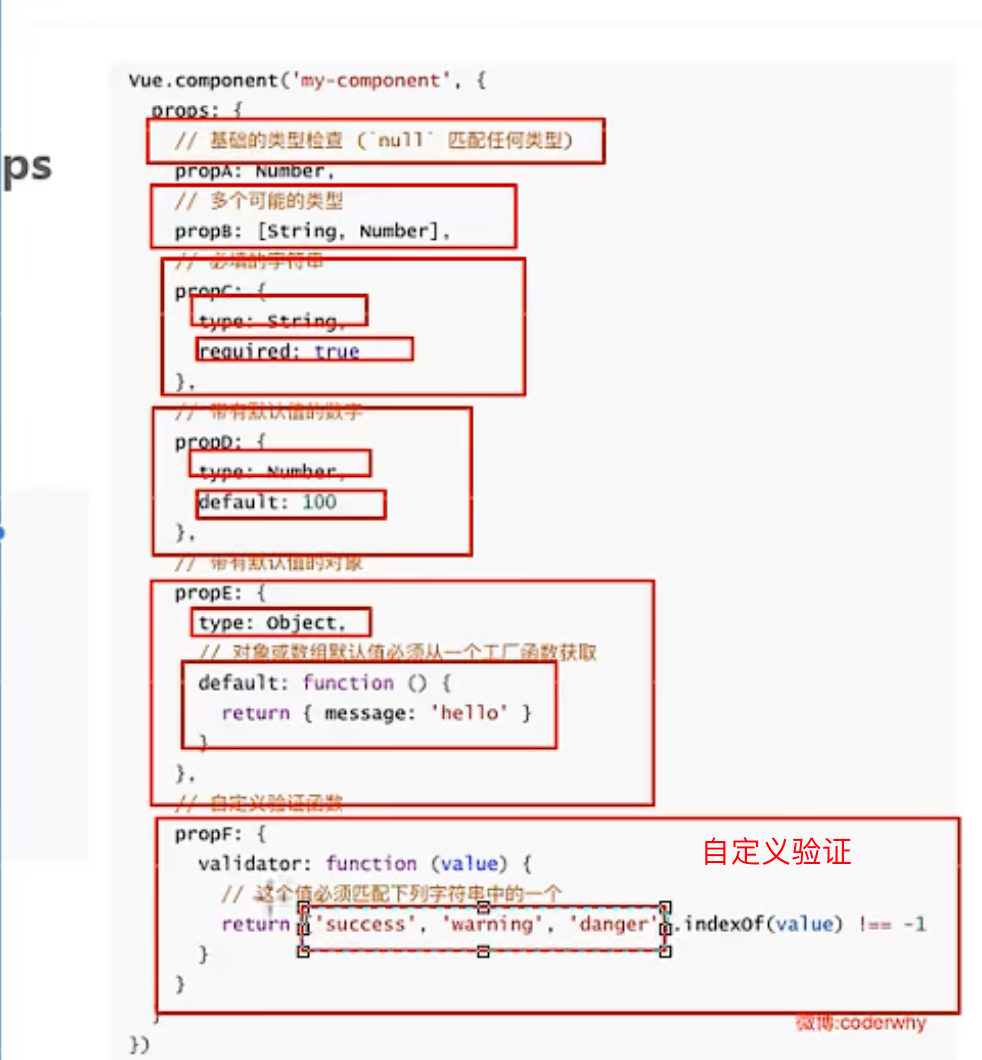 ps
Vue.component('my-component', {
props: {
// 基础的类型检查 (`null` 匹配任何类型)
propA: Number,
// 多个可能的类型
propB: [String, Number],
// 必填的字符串
propC: {
type: String,
required: true
},
// 带有默认值的数字
propD: {
type: Number,
default: 100
},
// 带有默认值的对象
propE: {
type: Object,
// 对象或数组默认值必须从一个工厂函数获取
default: function () {
return { message: 'hello' }
}
},
// 自定义验证函数
propF: {
自定义验证
validator: function (value) {
// 这个值必须匹配下列字符串中的一个
return ['success', 'warning', 'danger'].indexOf(value) !== -1
}
}
}
微博:coderwhy
})